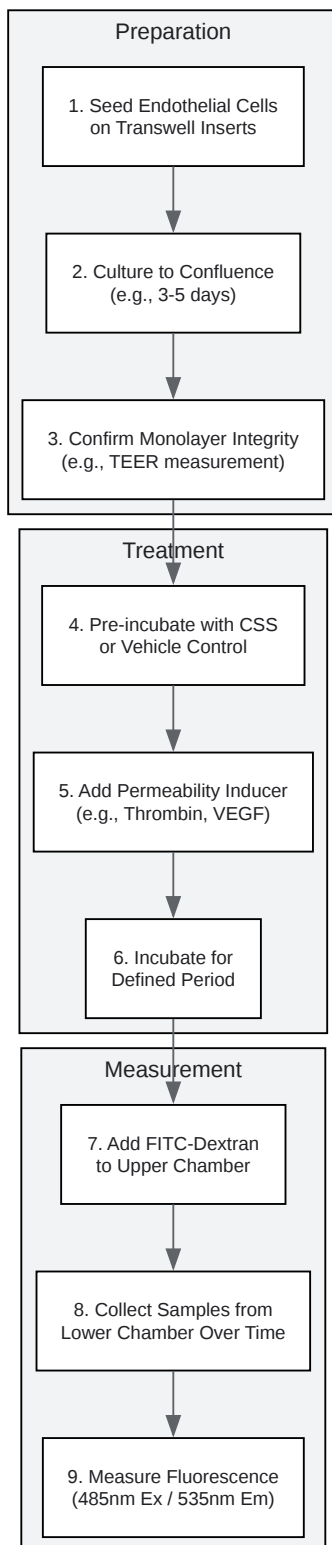 Preparation
1. Seed Endothelial Cells
on Transwell Inserts
2. Culture to Confluence
(e.g., 3-5 days)
3. Confirm Monolayer Integrity
(e.g., TEER measurement)
Treatment
4. Pre-incubate with CSS
or Vehicle Control
5. Add Permeability Inducer
(e.g., Thrombin, VEGF)
6. Incubate for
Defined Period
Measurement
7. Add FITC-Dextran
to Upper Chamber
8. Collect Samples from
Lower Chamber Over Time
9. Measure Fluorescence
(485nm Ex / 535nm Em)